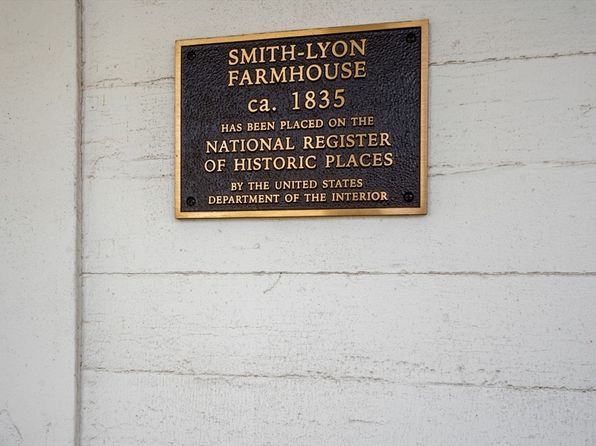 SMITH-LYON
FARMHOUSE
ca. 1835
HAS BEEN PLACED ON THE
NATIONAL REGISTER
OF HISTORIC PLACES
BY THE UNITED STATES
DEPARTMENT OF THE INTERIOR